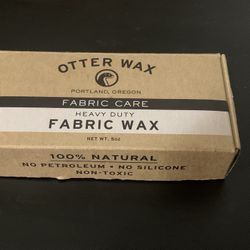 OTTER WAX
PORTLAND, OREGON
FABRIC CARE
HEAVY DUTY
FABRIC WAX
NET WT. 5oz
100% NATURAL
NO PETROLEUM • NO SILICONE
NON-TOXIC